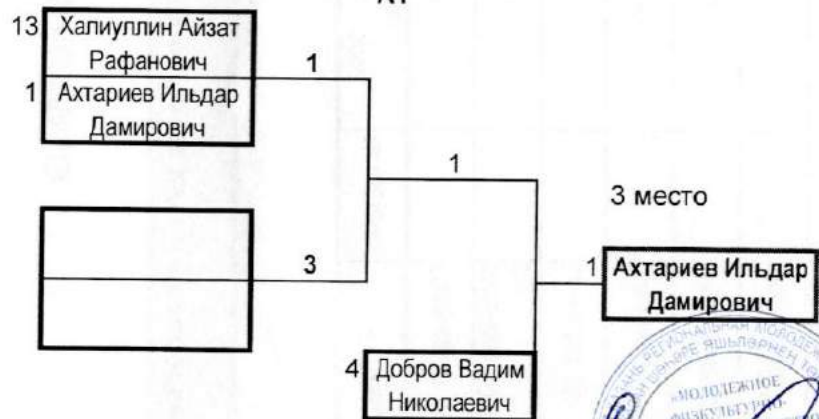 13 Халиуллин Айзат
Рафанович
1
1 Ахтариев Ильдар
Дамирович
1
3 место
3
1 Ахтариев Ильдар
Дамирович
4 Добров Вадим
Николаевич
«МОЛОДЕЖНОЕ